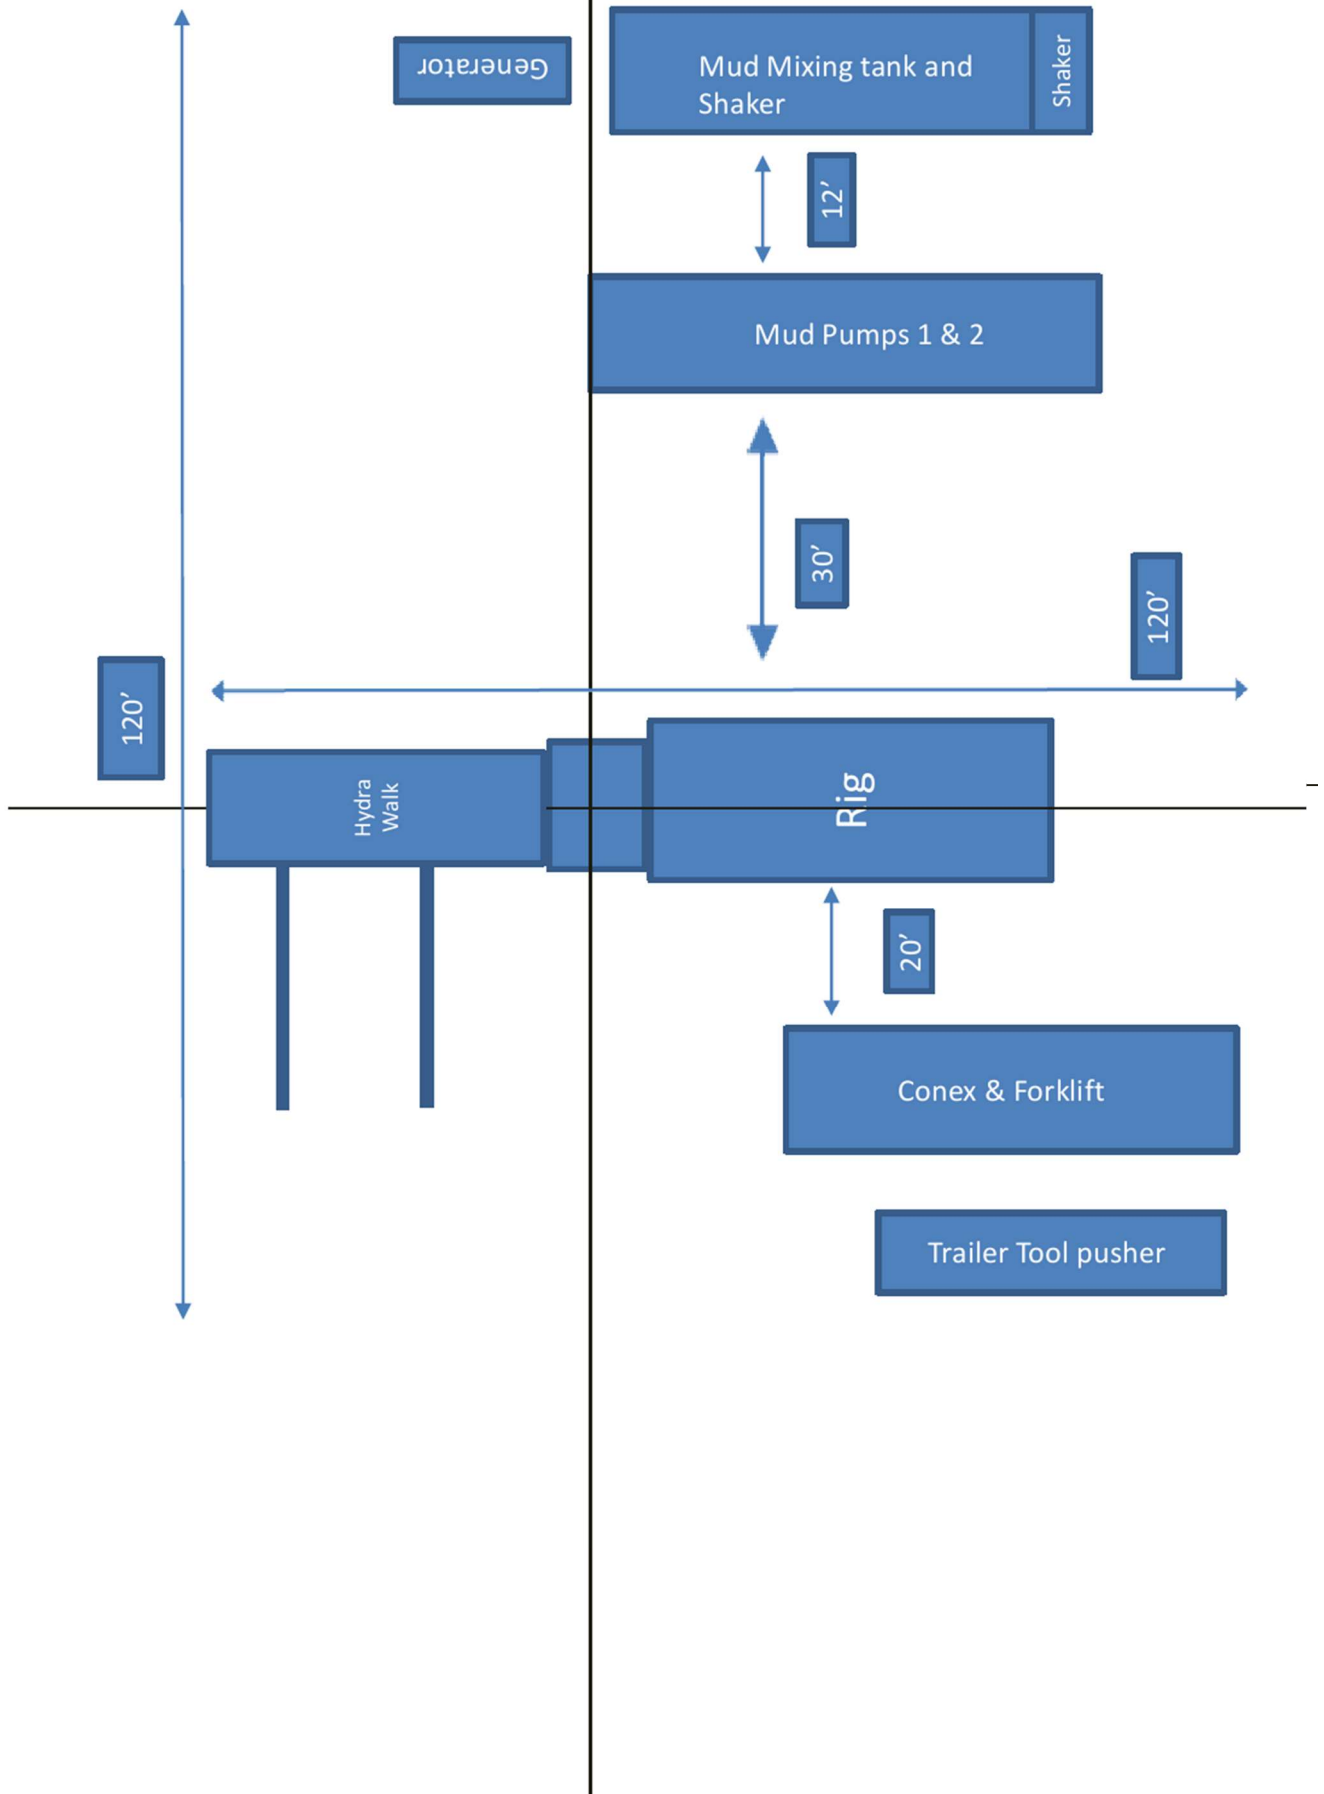 Generator
Mud Mixing tank and
Shaker
Shaker
12’
Mud Pumps 1 & 2
30’
120’
120’
Hydra
Walk
Rig
20’
Conex & Forklift
Trailer Tool pusher